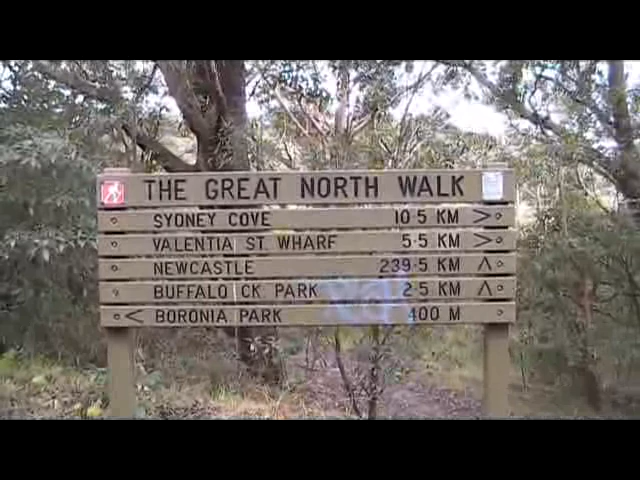 THE GREAT NORTH WALK
SYDNEY COVE 10·5 KM >
VALENTIA ST. WHARF 5·5 KM >
NEWCASTLE 239·5 KM ^
BUFFALO CK. PARK 2·5 KM ^
< BORONIA PARK 400 M